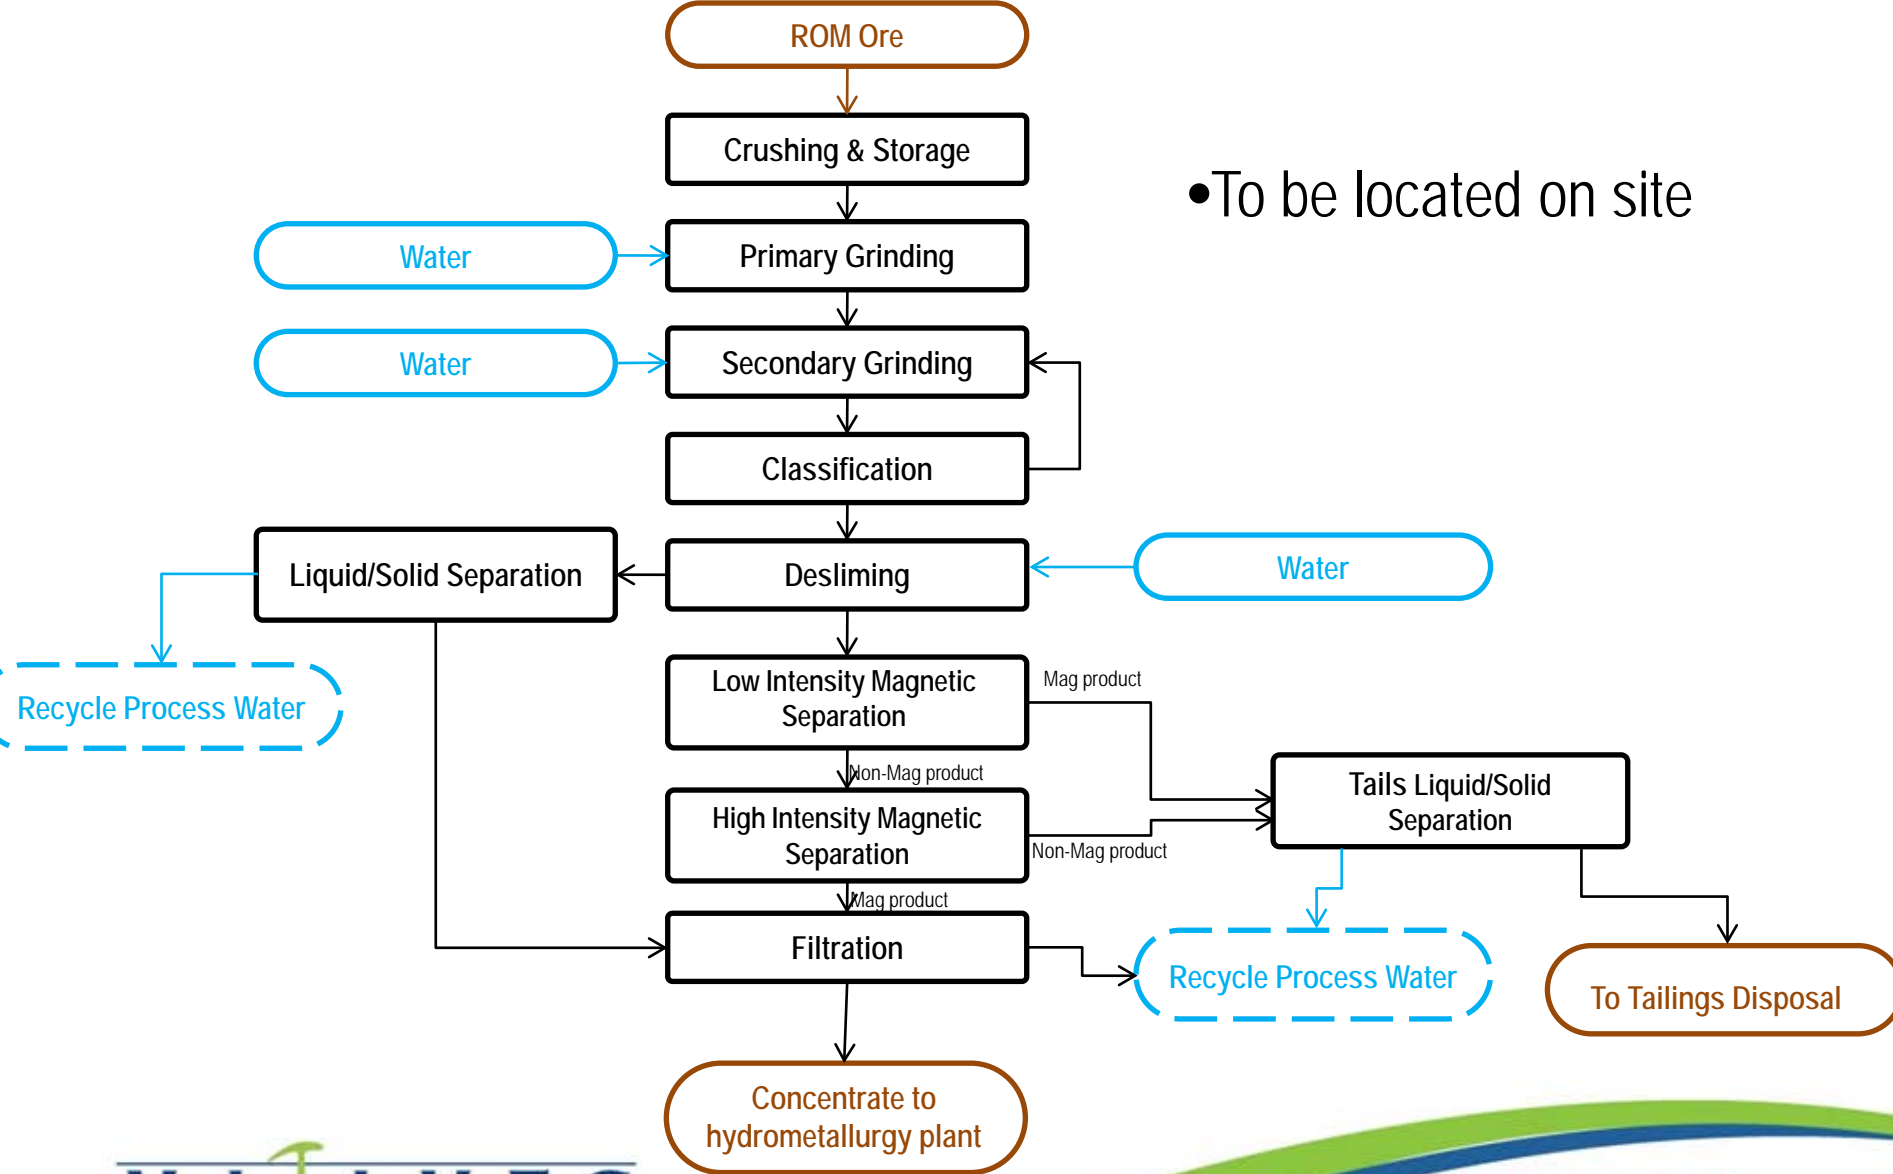 ROM Ore
Crushing & Storage
•To be located on site
Water
Primary Grinding
Water
Secondary Grinding
Classification
Liquid/Solid Separation
Desliming
Water
Low Intensity Magnetic
Separation
Mag product
Recycle Process Water
Non-Mag product
Tails Liquid/Solid
Separation
High Intensity Magnetic
Separation
Non-Mag product
Mag product
Filtration
Recycle Process Water
To Tailings Disposal
Concentrate to
hydrometallurgy plant